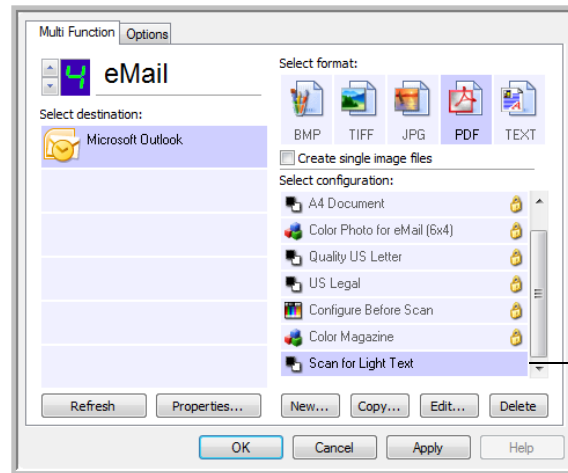 Multi Function Options
4 eMail
Select destination:
Microsoft Outlook
Refresh Properties...
Select format:
BMP TIFF JPG PDF TEXT
Create single image files
Select configuration:
A4 Document
Color Photo for eMail (6x4)
Quality US Letter
US Legal
Configure Before Scan
Color Magazine
Scan for Light Text
New... Copy... Edit... Delete
OK Cancel Apply Help